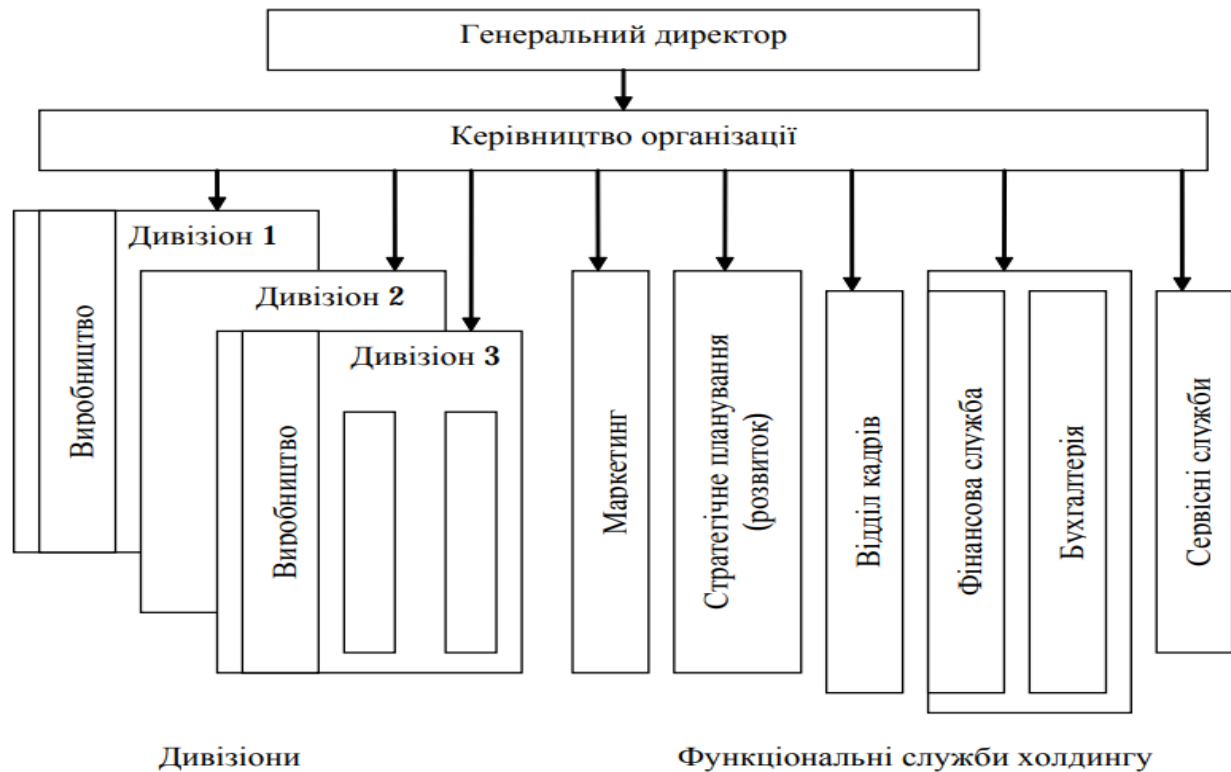 Генеральний директор
Керівництво організації
Дивізіон 1
Виробництво
Дивізіон 2
Дивізіон 3
Виробництво
Маркетинг
Стратегічне планування
(розвиток)
Відділ кадрів
Фінансова служба
Бухгалтерія
Сервісні служби
Дивізіони
Функціональні служби холдингу